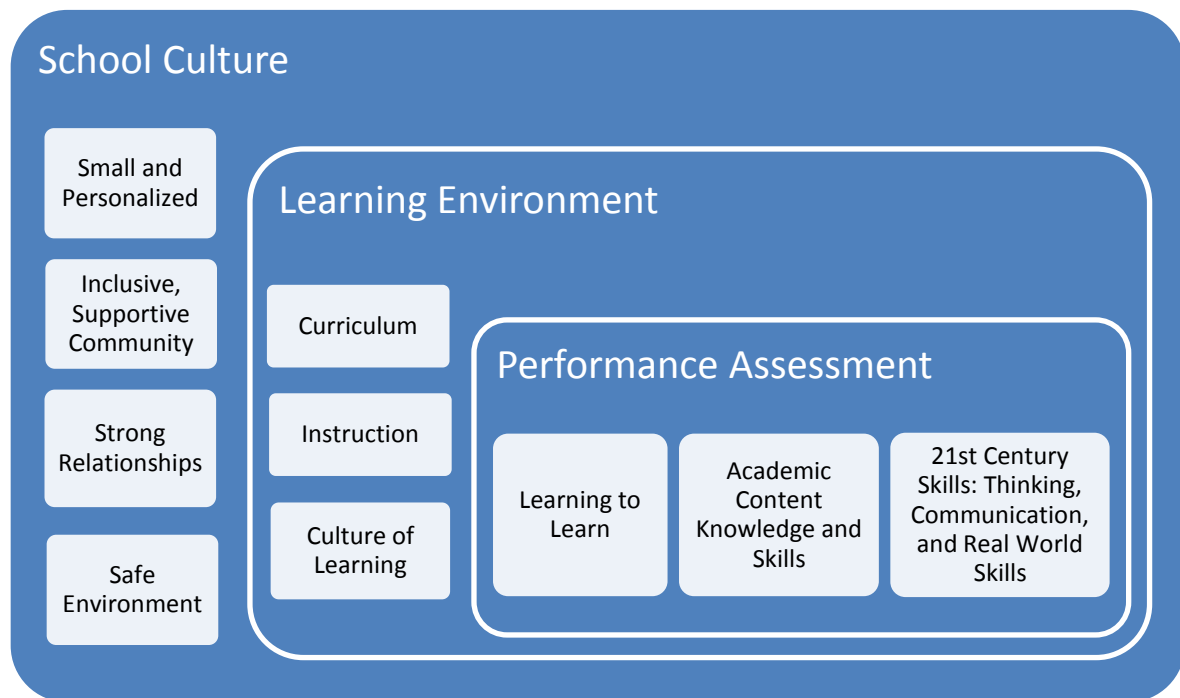 School Culture
Small and
Personalized
Inclusive,
Supportive
Community
Strong
Relationships
Safe
Environment
Learning Environment
Curriculum
Instruction
Culture of
Learning
Performance Assessment
Learning to
Learn
Academic
Content
Knowledge and
Skills
21st Century
Skills: Thinking,
Communication,
and Real World
Skills